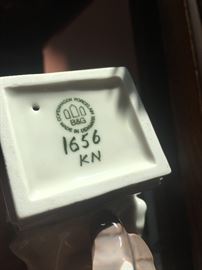 COPENHAGEN PORCELAIN
B&G
MADE IN DENMARK
1656
KN